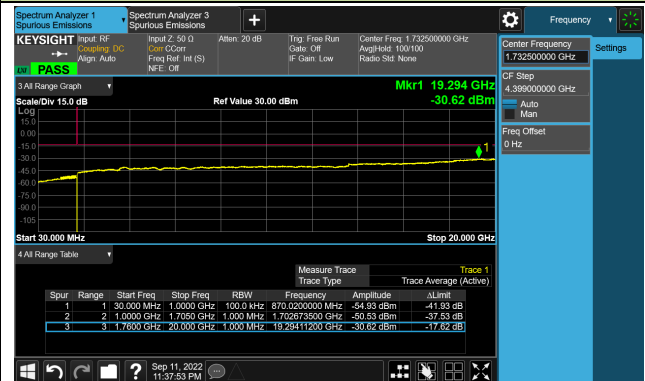 Spectrum Analyzer 1
Spurious Emissions
Spectrum Analyzer 3
Spurious Emissions
Frequency
KEYSIGHT
Input: RF
Coupling: DC
Align: Auto
Input Z: 50 Ω
Corr CCorr
Freq Ref: Int (S)
NFE: Off
Atten: 20 dB
Trig: Free Run
Gate: Off
IF Gain: Low
Center Freq: 1.732500000 GHz
Avg|Hold: 100/100
Radio Std: None
LXI
PASS
Center Frequency
1.732500000 GHz
Settings
CF Step
4.399000000 GHz
Auto
Man
Freq Offset
0 Hz
3 All Range Graph
Mkr1 19.294 GHz
Scale/Div 15.0 dB
Ref Value 30.00 dBm
-30.62 dBm
Log
15.0
0.00
-15.0
-30.0
-45.0
-60.0
-75.0
-90.0
-105
1
Start 30.000 MHz
Stop 20.000 GHz
4 All Range Table
Measure Trace Trace 1
Trace Type Trace Average (Active)
Spur Range Start Freq Stop Freq RBW Frequency Amplitude ΔLimit
1 1 30.000 MHz 1.0000 GHz 100.0 kHz 870.0200000 MHz -54.93 dBm -41.93 dB
2 2 1.0000 GHz 1.7050 GHz 1.000 MHz 1.702673500 GHz -50.53 dBm -37.53 dB
3 3 1.7600 GHz 20.000 GHz 1.000 MHz 19.29411200 GHz -30.62 dBm -17.62 dB
?
Sep 11, 2022
11:37:53 PM